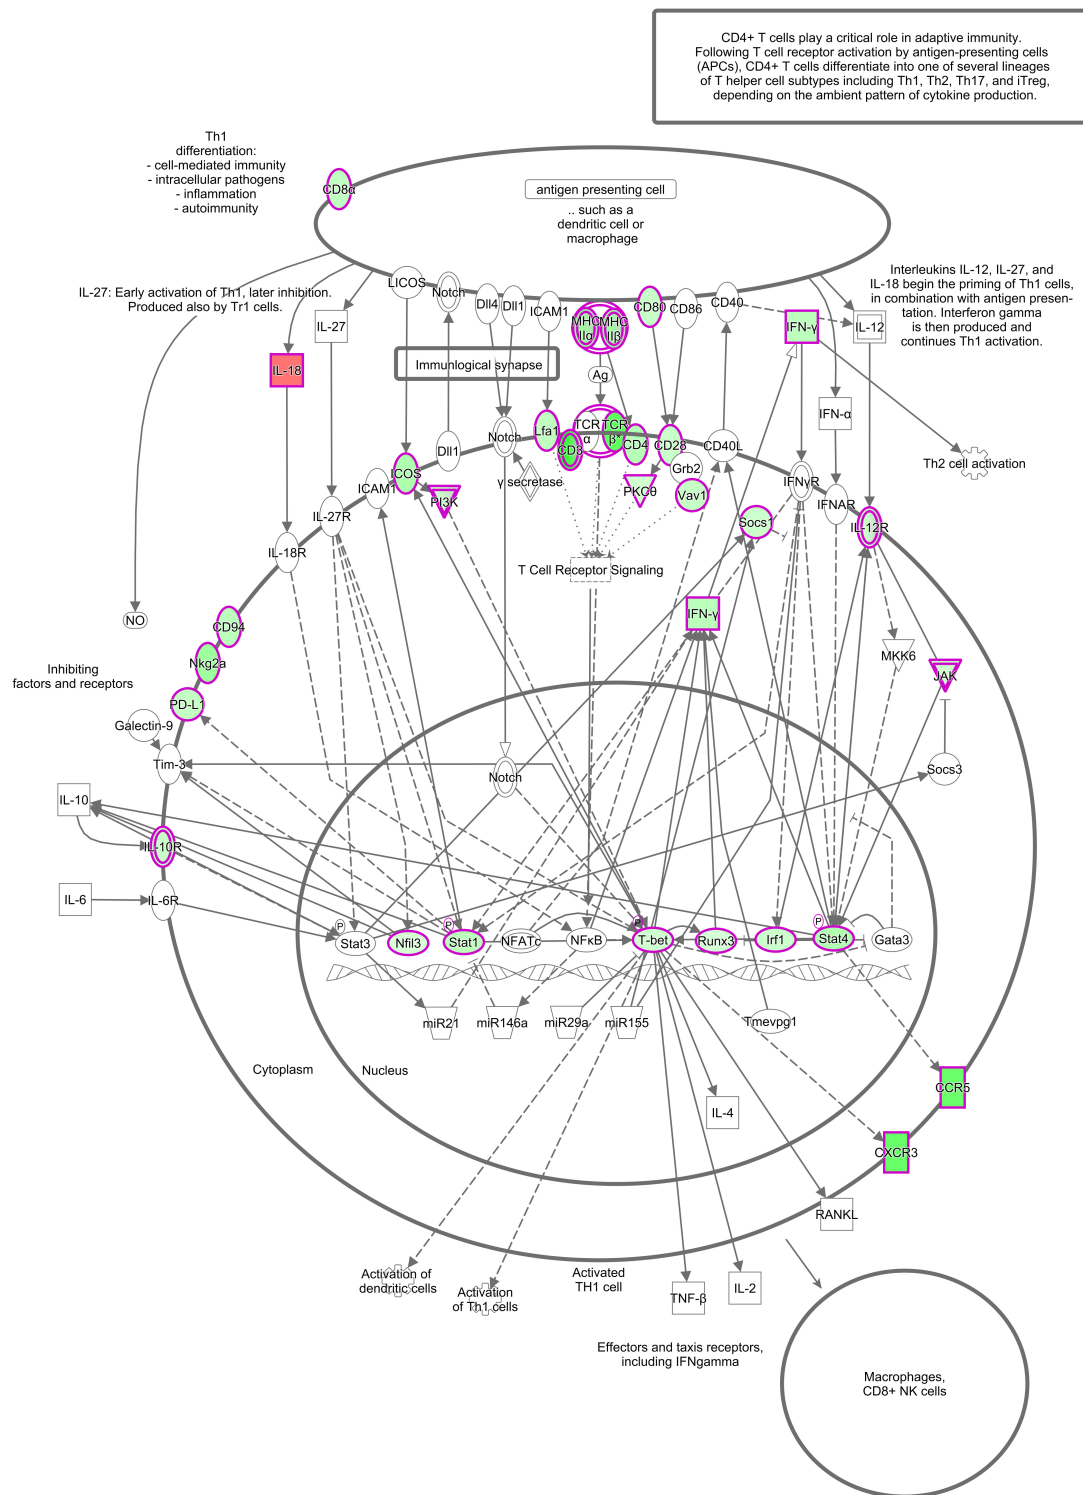 CD4+ T cells play a critical role in adaptive immunity.
Following T cell receptor activation by antigen-presenting cells
(APCs), CD4+ T cells differentiate into one of several lineages
of T helper cell subtypes including Th1, Th2, Th17, and iTreg,
depending on the ambient pattern of cytokine production.
Th1
differentiation:
- cell-mediated immunity
- intracellular pathogens
- inflammation
- autoimmunity
CD8α
antigen presenting cell
.. such as a
dendritic cell or
macrophage
IL-27: Early activation of Th1, later inhibition.
Produced also by Tr1 cells.
Interleukins IL-12, IL-27, and
IL-18 begin the priming of Th1 cells,
in combination with antigen presen-
tation. Interferon gamma
is then produced and
continues Th1 activation.
LICOS
Notch
Dll4
Dll1
ICAM1
MHC
IIα
MHC
IIβ
CD80
CD86
CD40
IFN-γ
IL-12
IL-27
IL-18
Immunlogical synapse
Ag
IFN-α
Th2 cell activation
Lfa1
CD3
TCR
α
TCR
β*
CD4
CD28
CD40L
Notch
Dll1
ICOS
ICAM1
PI3K
γ secretase
PKCθ
Grb2
Vav1
IFNγR
IFNAR
IL-12R
Socs1
IL-27R
IL-18R
T Cell Receptor Signaling
NO
CD94
Nkg2a
PD-L1
IFN-γ
MKK6
JAK
Inhibiting
factors and receptors
Galectin-9
Tim-3
Notch
Socs3
IL-10
IL-10R
IL-6
IL-6R
P
Stat3
Nfil3
P
Stat1
NFATc
NFκB
P
T-bet
Runx3
Irf1
P
Stat4
Gata3
miR21
miR146a
miR29a
miR155
Tmevpg1
Cytoplasm
Nucleus
CCR5
IL-4
CXCR3
RANKL
Activation of
dendritic cells
Activation
of Th1 cells
Activated
TH1 cell
TNF-β
IL-2
Effectors and taxis receptors,
including IFNgamma
Macrophages,
CD8+ NK cells